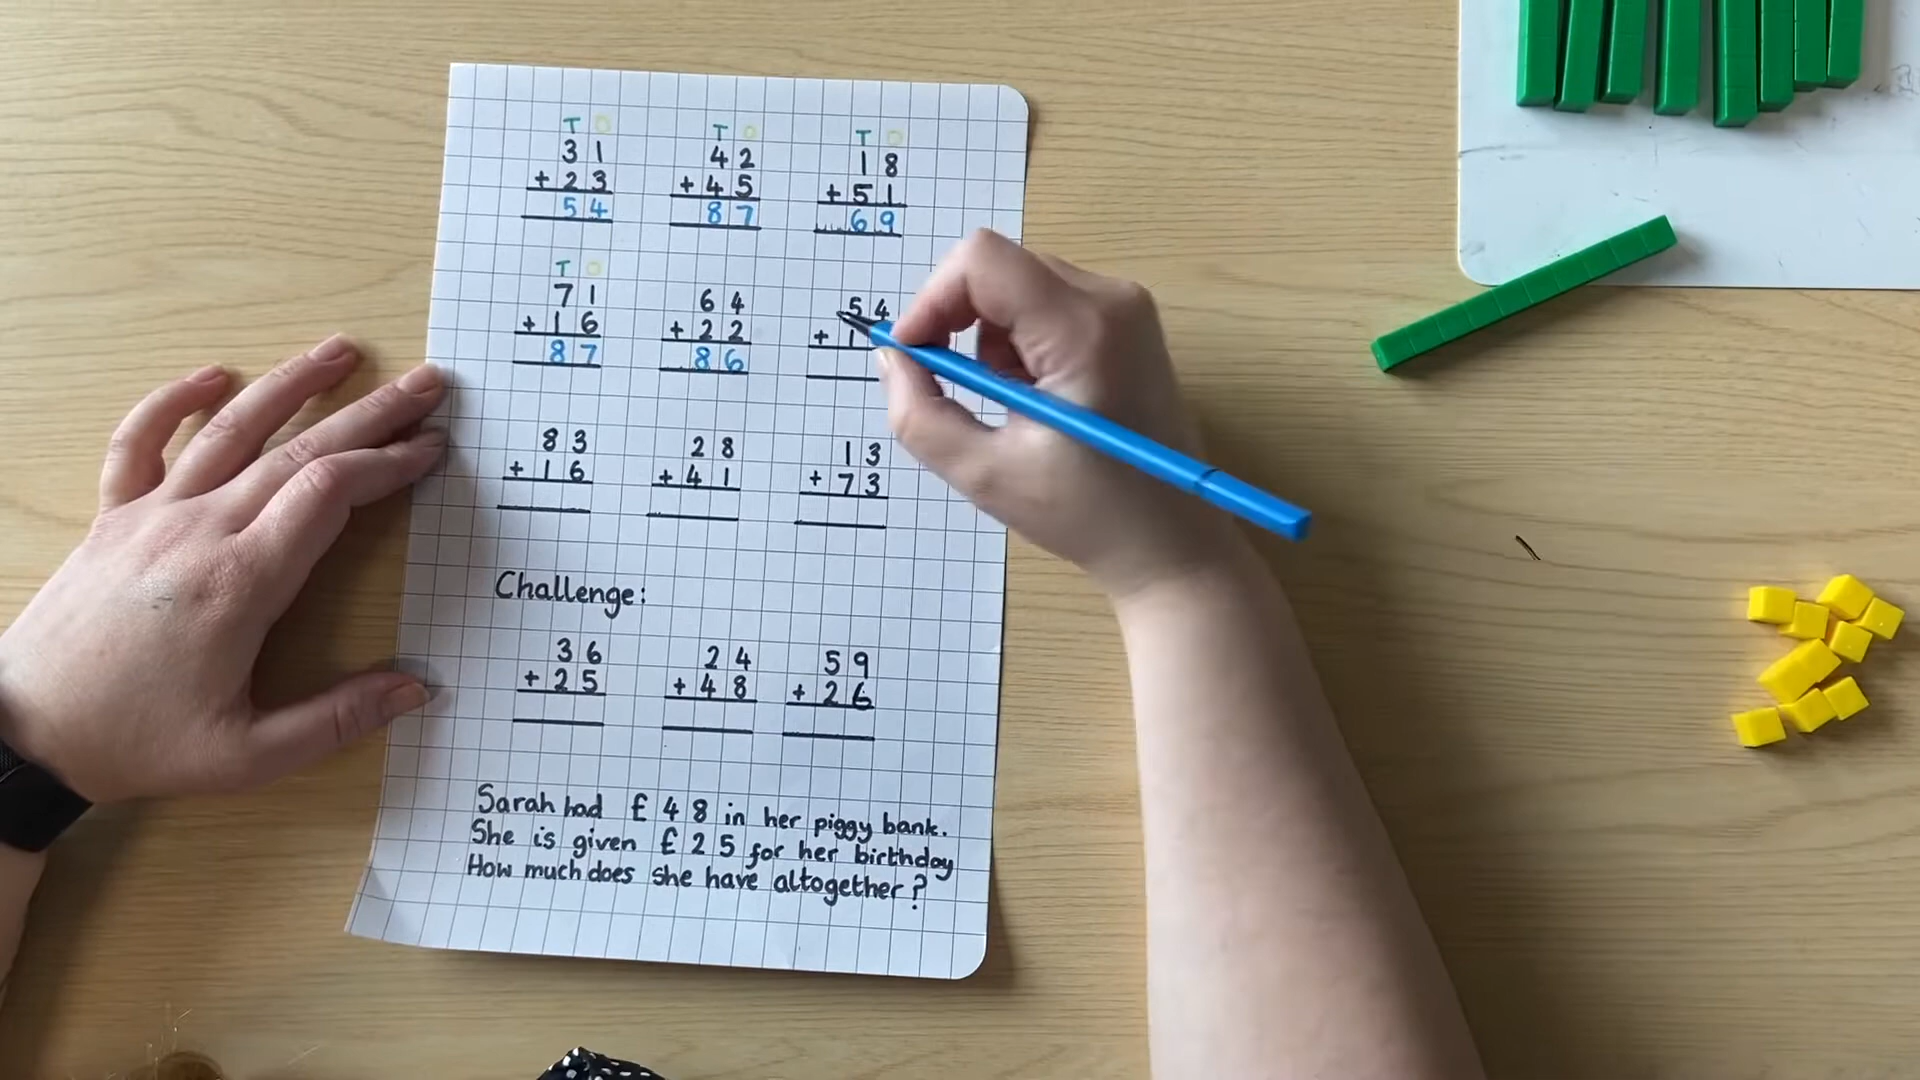 T O T O T O
31 42 18
+23 +45 +51
54 87 69
T O
71 64 54
+16 +22 +1
87 86
83 28 13
+16 +41 +73
Challenge:
36 24 59
+25 +48 +26
Sarah had £48 in her piggy bank.
She is given £25 for her birthday
How much does she have altogether?